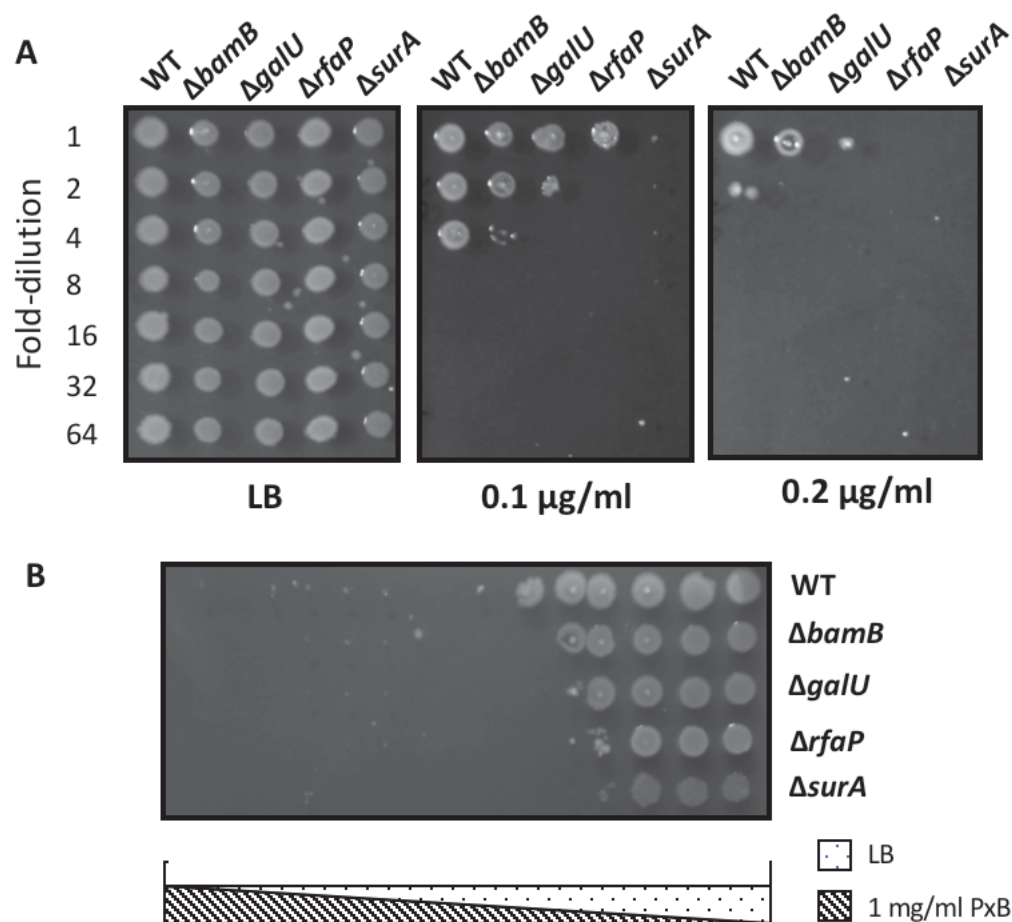 A
WT ΔbamB ΔgalU ΔrfaP ΔsurA
WT ΔbamB ΔgalU ΔrfaP ΔsurA
WT ΔbamB ΔgalU ΔrfaP ΔsurA
Fold-dilution
1
2
4
8
16
32
64
LB
0.1 µg/ml
0.2 µg/ml
B
WT
ΔbamB
ΔgalU
ΔrfaP
ΔsurA
LB
1 mg/ml PxB